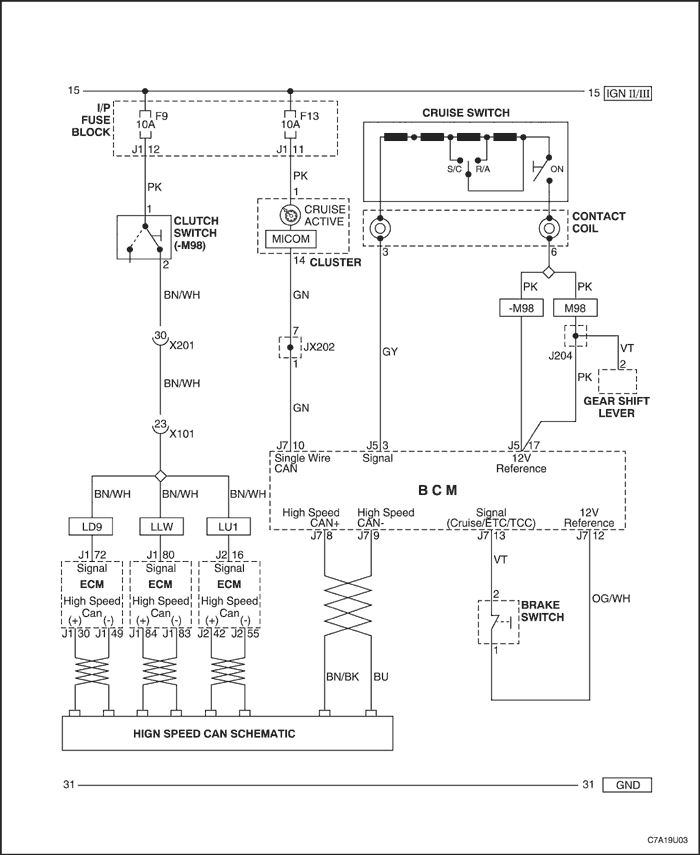 15
15 IGN II/III
I/P
FUSE
BLOCK
F9
10A
F13
10A
J1 12
J1 11
CRUISE SWITCH
S/C
R/A
ON
PK
PK
1
1
CLUTCH
SWITCH
(-M98)
2
CRUISE
ACTIVE
MICOM
14
CLUSTER
CONTACT
COIL
3
6
BN/WH
GN
PK
PK
-M98
M98
30
X201
7
JX202
1
GY
J204
VT
2
PK
GEAR SHIFT
LEVER
BN/WH
GN
23
X101
J7 10
J5 3
J5 17
Single Wire
CAN
Signal
12V
Reference
BCM
BN/WH
BN/WH
BN/WH
High Speed
CAN+
High Speed
CAN-
Signal
(Cruise/ETC/TCC)
12V
Reference
LD9
LLW
LU1
J7 8
J7 9
J7 13
J7 12
J1 72
J1 80
J2 16
VT
Signal
Signal
Signal
ECM
ECM
ECM
High Speed
Can
High Speed
Can
High Speed
Can
(+)
(-)
(+)
(-)
(+)
(-)
J1 30
J1 49
J1 84
J1 83
J2 42
J2 55
2
BRAKE
SWITCH
1
OG/WH
BN/BK
BU
HIGN SPEED CAN SCHEMATIC
31
31 GND
C7A19U03